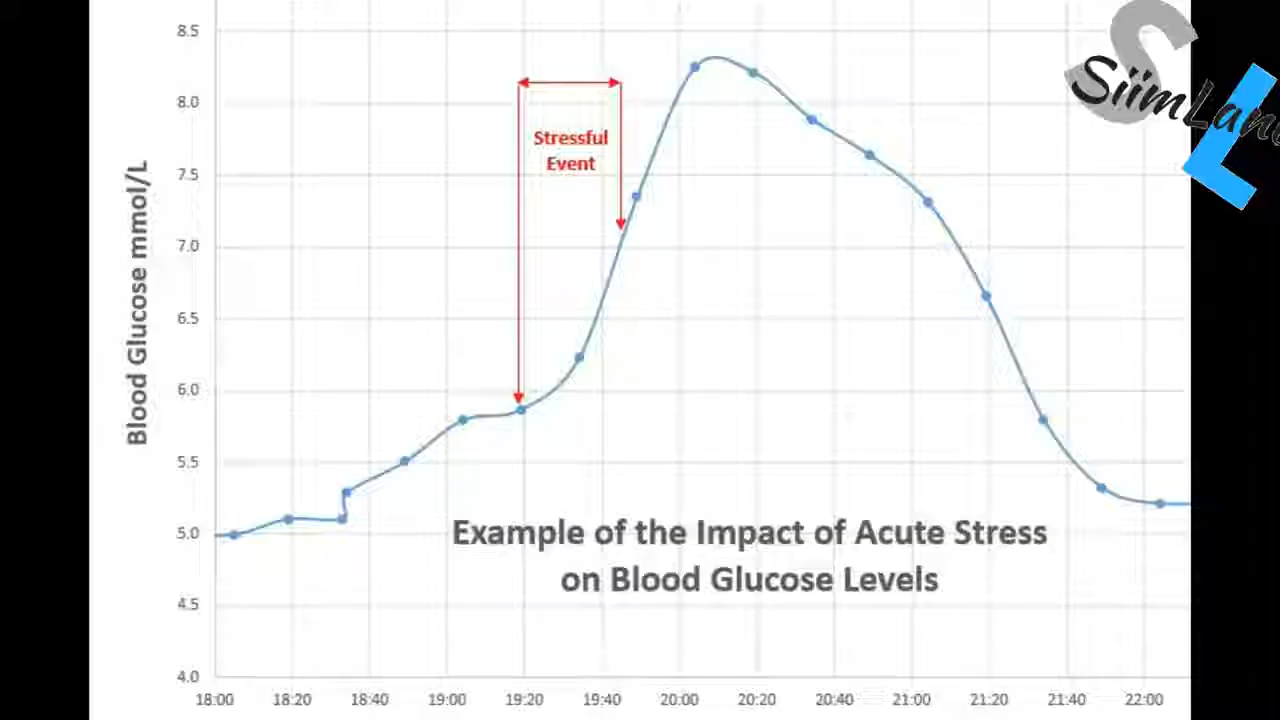 8.5
8.0
7.5
7.0
6.5
6.0
5.5
5.0
4.5
4.0
Blood Glucose mmol/L
Stressful
Event
Example of the Impact of Acute Stress
on Blood Glucose Levels
18:00 18:20 18:40 19:00 19:20 19:40 20:00 20:20 20:40 21:00 21:20 21:40 22:00
S
L
SiimLand